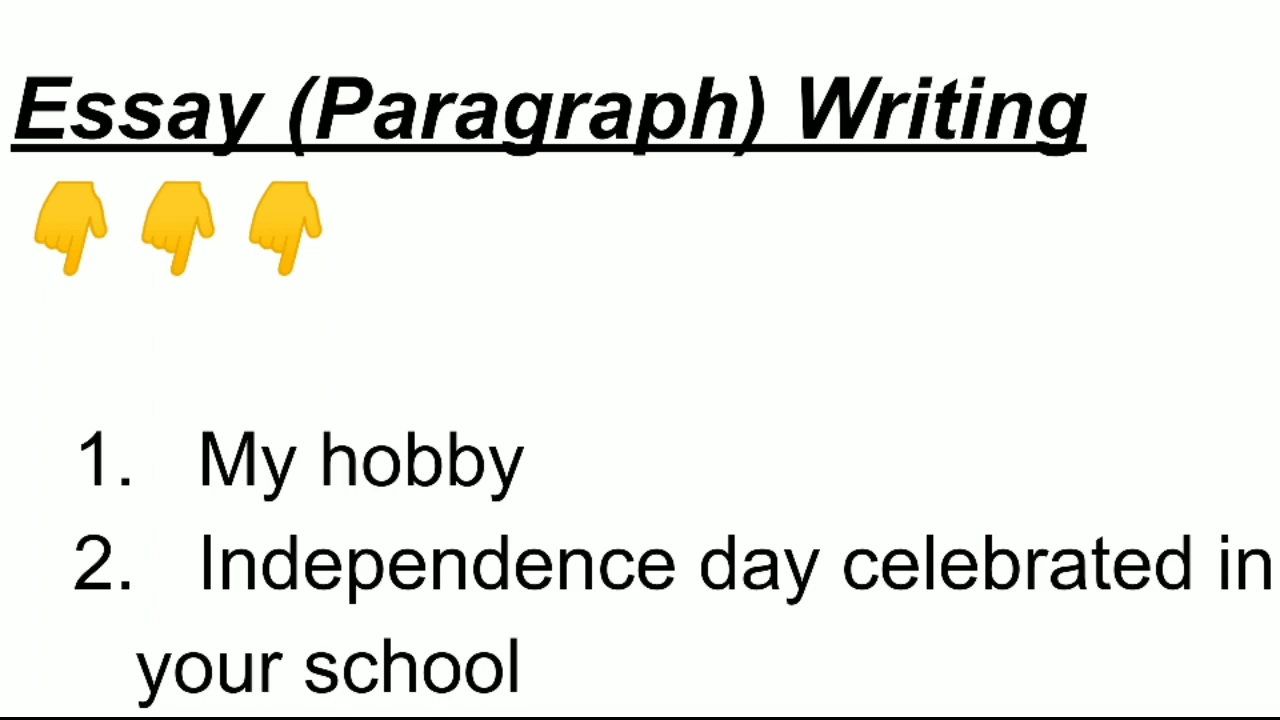 Essay (Paragraph) Writing
👇👇👇
1. My hobby
2. Independence day celebrated in
your school